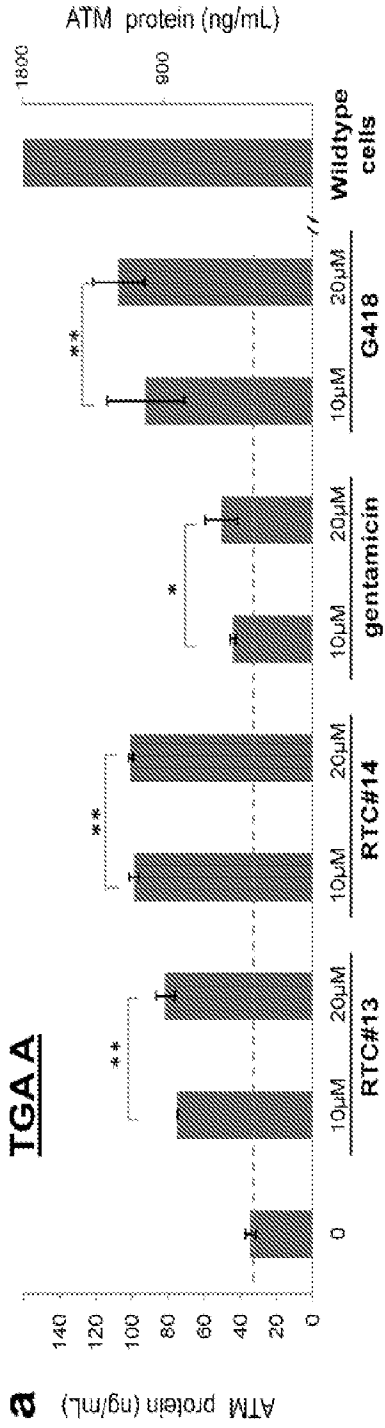 a
TGA A
ATM protein (ng/mL)
140
120
100
80
60
40
20
0
**
**
*
**
ATM protein (ng/mL)
1800
900
0
10µM
20µM
10µM
20µM
10µM
20µM
10µM
20µM
Wildtype
cells
RTC#13
RTC#14
gentamicin
G418